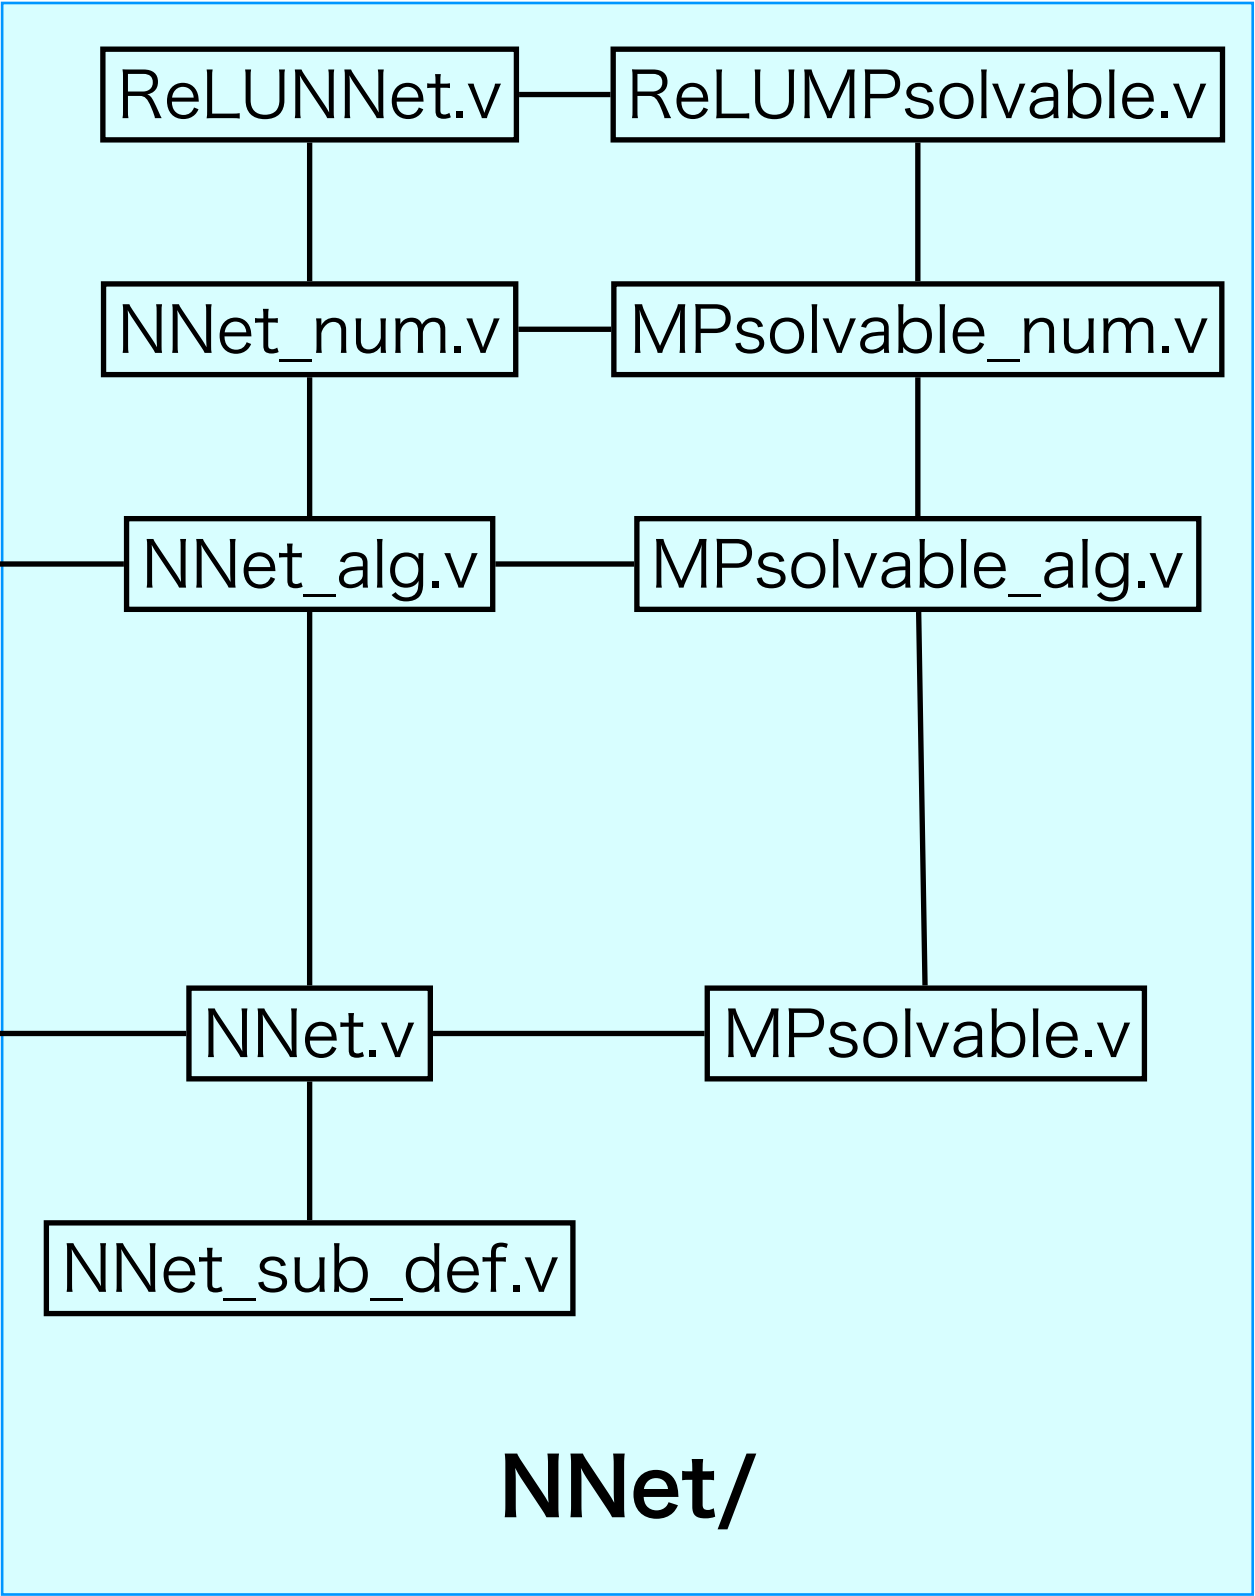 ReLUNNet.v
ReLUMPsolvable.v
NNet_num.v
MPsolvable_num.v
NNet_alg.v
MPsolvable_alg.v
NNet.v
MPsolvable.v
NNet_sub_def.v
NNet/